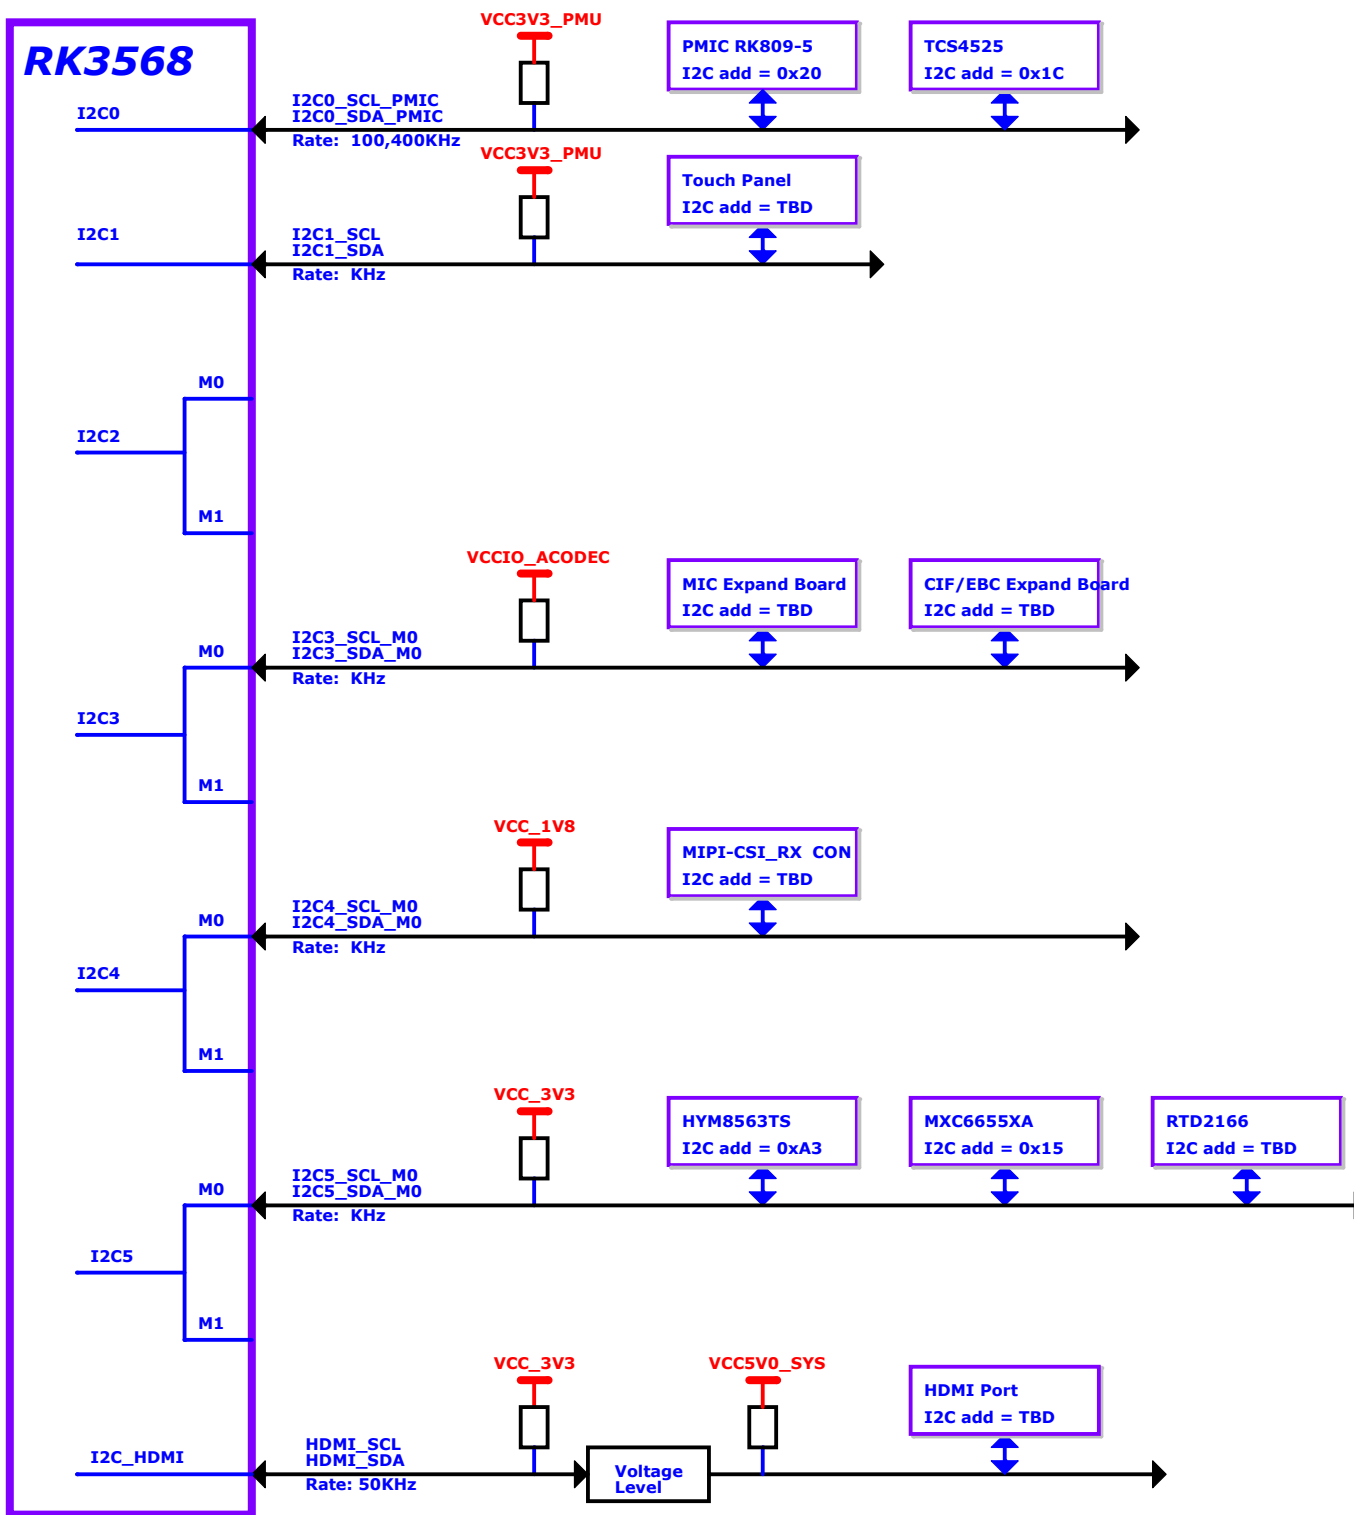 RK3568
I2C0
I2C0_SCL_PMIC
I2C0_SDA_PMIC
Rate: 100,400KHz
VCC3V3_PMU
PMIC RK809-5
I2C add = 0x20
TCS4525
I2C add = 0x1C
I2C1
I2C1_SCL
I2C1_SDA
Rate: KHz
VCC3V3_PMU
Touch Panel
I2C add = TBD
M0
I2C2
M1
VCCIO_ACODEC
MIC Expand Board
I2C add = TBD
CIF/EBC Expand Board
I2C add = TBD
I2C3_SCL_M0
I2C3_SDA_M0
Rate: KHz
M0
I2C3
M1
VCC_1V8
MIPI-CSI_RX CON
I2C add = TBD
I2C4_SCL_M0
I2C4_SDA_M0
Rate: KHz
M0
I2C4
M1
VCC_3V3
HYM8563TS
I2C add = 0xA3
MXC6655XA
I2C add = 0x15
RTD2166
I2C add = TBD
I2C5_SCL_M0
I2C5_SDA_M0
Rate: KHz
M0
I2C5
M1
VCC_3V3
VCC5V0_SYS
HDMI Port
I2C add = TBD
I2C_HDMI
HDMI_SCL
HDMI_SDA
Rate: 50KHz
Voltage
Level